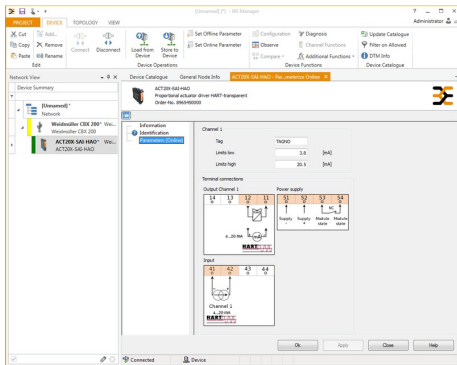 [Unnamed] (*) - WI-Manager
Administrator
PROJECT DEVICE TOPOLOGY VIEW
Cut
Copy
Paste
Add...
Remove
Rename
Edit
Connect
Disconnect
Load from Device
Store to Device
Device Operations
Set Offline Parameter
Set Online Parameter
Configuration
Observe
Compare
Diagnosis
Channel Functions
Additional Functions
Device Functions
Update Catalogue
Filter on Allowed
DTM Info
Device Catalogue
Network View
Device Summary
[Unnamed]*
Network
Weidmüller CBX 200* Wei...
Weidmüller CBX 200
ACT20X-SAI-HAO* Wei...
ACT20X-SAI-HAO
Device Catalogue
General Node Info
ACT20X-SAI-HAO - Parameter Online
ACT20X-SAI-HAO
Proportional actuator driver HART-transparent
Order-No. 8965490000
Information
Identification
Parameters (Online)
Channel 1
Tag TAGNO
Limits low 3.8 [mA]
Limits high 20.5 [mA]
Terminal connections
Output Channel 1
14 13 12 11
4...20 mA
HART
Power supply
51 52 53 54
NC
Supply - Supply + Module state Module state
Input
41 42 43 44
Channel 1
4...20 mA
HART
Ok Apply Close Help
Connected Device